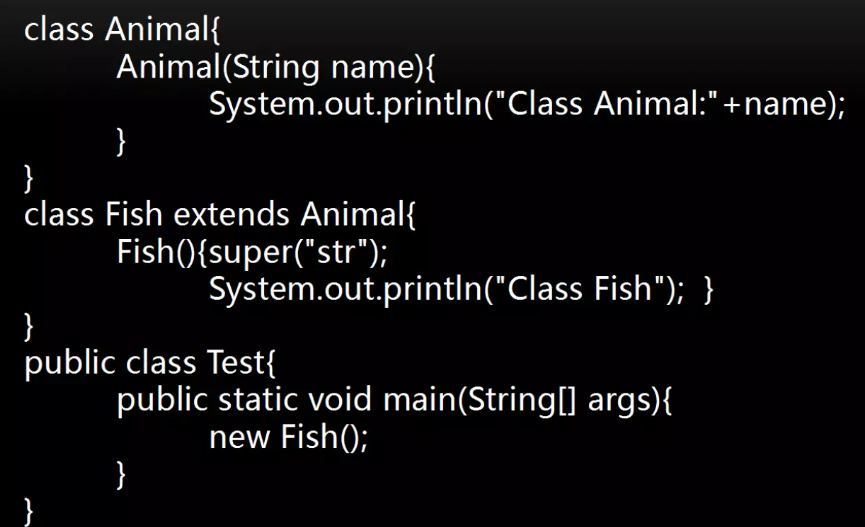 class Animal{
Animal(String name){
System.out.println("Class Animal:"+name);
}
}
class Fish extends Animal{
Fish(){super("str");
System.out.println("Class Fish"); }
}
public class Test{
public static void main(String[] args){
new Fish();
}
}